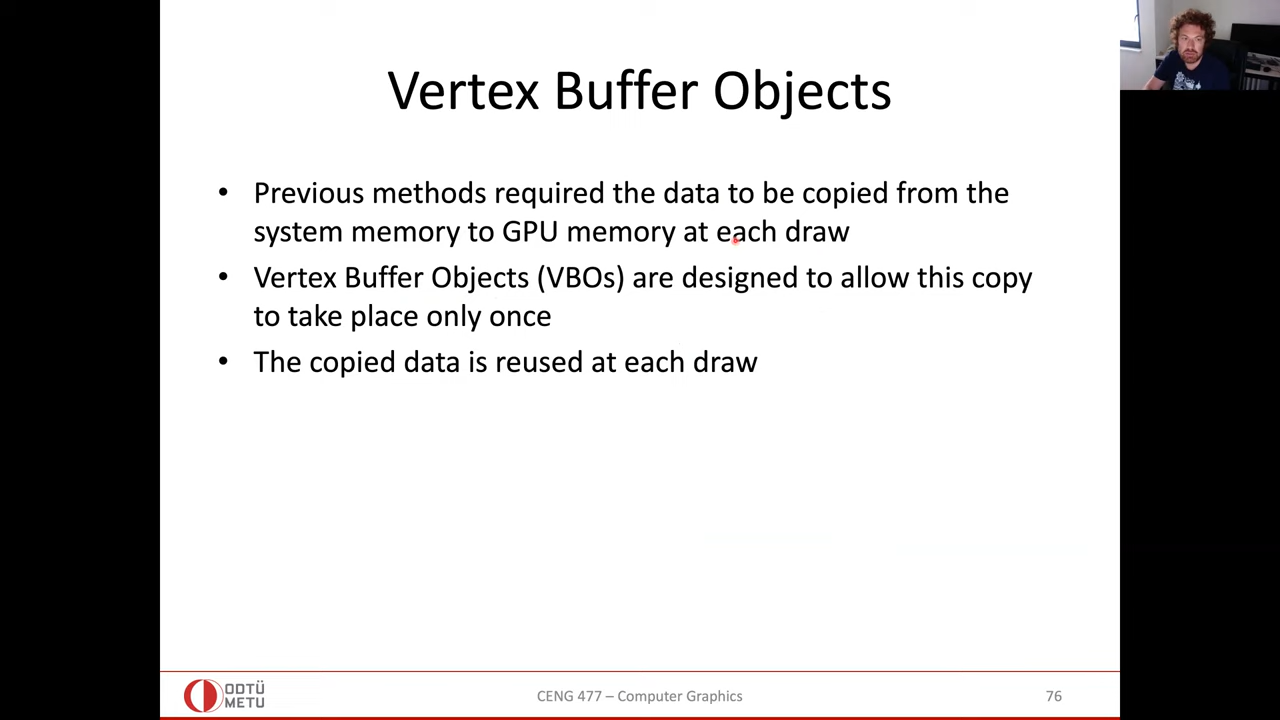 Vertex Buffer Objects
• Previous methods required the data to be copied from the
system memory to GPU memory at each draw
• Vertex Buffer Objects (VBOs) are designed to allow this copy
to take place only once
• The copied data is reused at each draw
ODTÜ
METU
CENG 477 – Computer Graphics
76